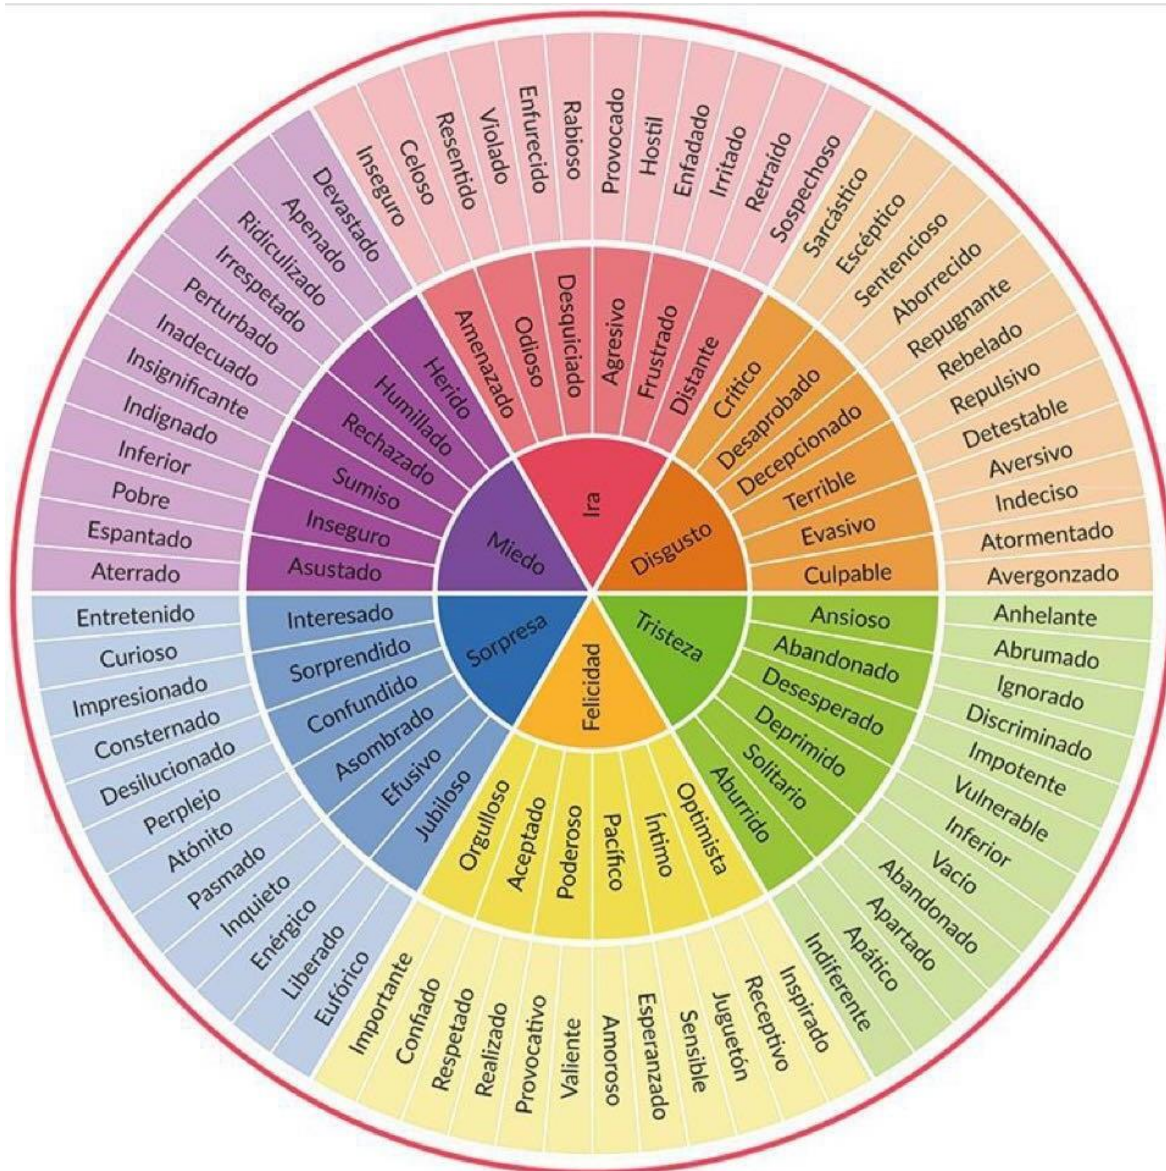 Ira
Disgusto
Tristeza
Felicidad
Sorpresa
Miedo
Amenazado
Odioso
Desquiciado
Agresivo
Frustrado
Distante
Crítico
Desaprobado
Decepcionado
Terrible
Evasivo
Culpable
Ansioso
Abandonado
Desesperado
Deprimido
Solitario
Aburrido
Optimista
Íntimo
Pacífico
Poderoso
Aceptado
Orgulloso
Jubiloso
Efusivo
Asombrado
Confundido
Sorprendido
Interesado
Asustado
Inseguro
Sumiso
Rechazado
Humillado
Herido
Inseguro
Celoso
Resentido
Violado
Enfurecido
Rabioso
Provocado
Hostil
Enfadado
Irritado
Retraído
Sospechoso
Sarcástico
Escéptico
Sentencioso
Aborrecido
Repugnante
Rebelado
Repulsivo
Detestable
Aversivo
Indeciso
Atormentado
Avergonzado
Anhelante
Abrumado
Ignorado
Discriminado
Impotente
Vulnerable
Inferior
Vacío
Abandonado
Apartado
Apático
Indiferente
Inspirado
Receptivo
Juguetón
Sensible
Esperanzado
Amoroso
Valiente
Provocativo
Realizado
Respetado
Confiado
Importante
Eufórico
Liberado
Enérgico
Inquieto
Pasmado
Atónito
Perplejo
Desilucionado
Consternado
Impresionado
Curioso
Entretenido
Aterrado
Espantado
Pobre
Inferior
Indignado
Insignificante
Inadecuado
Perturbado
Irrespetado
Ridiculizado
Apenado
Devastado